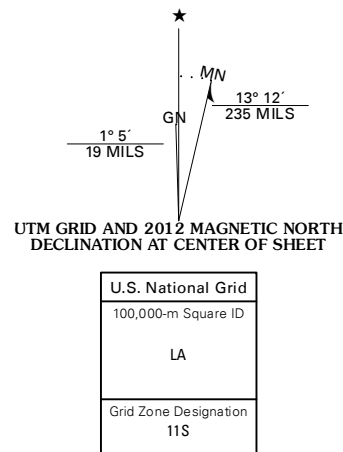 ★
MN
GN
13° 12´
235 MILS
1° 5´
19 MILS
UTM GRID AND 2012 MAGNETIC NORTH
DECLINATION AT CENTER OF SHEET
U.S. National Grid
100,000-m Square ID
LA
Grid Zone Designation
11S